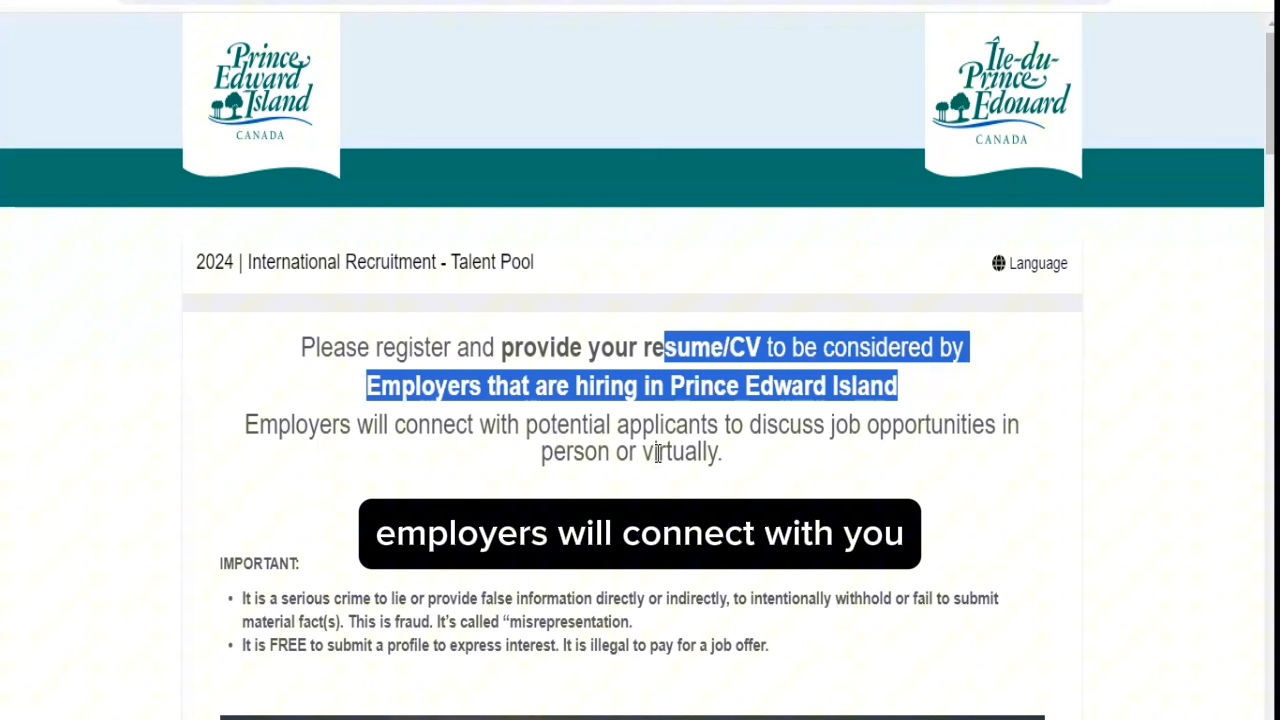 Prince
Edward
Island
CANADA
Île-du-
Prince-
Édouard
CANADA
2024 | International Recruitment - Talent Pool
Language
Please register and provide your resume/CV to be considered by
Employers that are hiring in Prince Edward Island
Employers will connect with potential applicants to discuss job opportunities in
person or virtually.
employers will connect with you
IMPORTANT:
• It is a serious crime to lie or provide false information directly or indirectly, to intentionally withhold or fail to submit
material fact(s). This is fraud. It's called “misrepresentation.
• It is FREE to submit a profile to express interest. It is illegal to pay for a job offer.